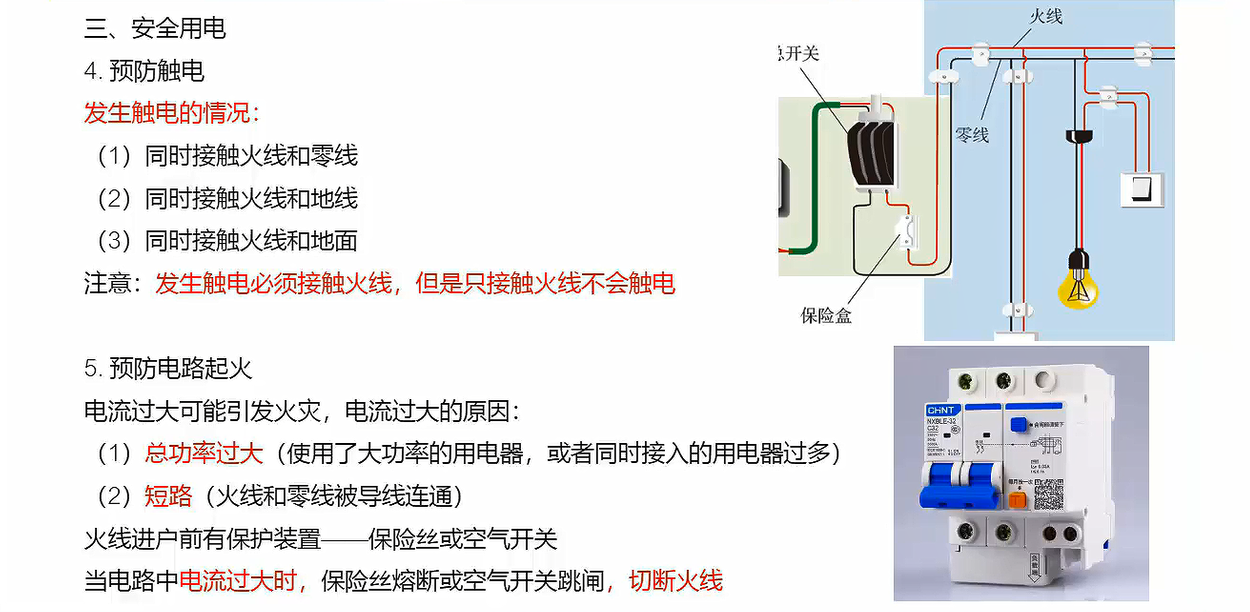 三、安全用电
4. 预防触电
发生触电的情况：
（1）同时接触火线和零线
（2）同时接触火线和地线
（3）同时接触火线和地面
注意：发生触电必须接触火线，但是只接触火线不会触电
5. 预防电路起火
电流过大可能引发火灾，电流过大的原因：
（1）总功率过大（使用了大功率的用电器，或者同时接入的用电器过多）
（2）短路（火线和零线被导线连通）
火线进户前有保护装置——保险丝或空气开关
当电路中电流过大时，保险丝熔断或空气开关跳闸，切断火线
火线
总开关
零线
保险盒
CHNT
NXBLE-32
C32
每月按一次
负载端